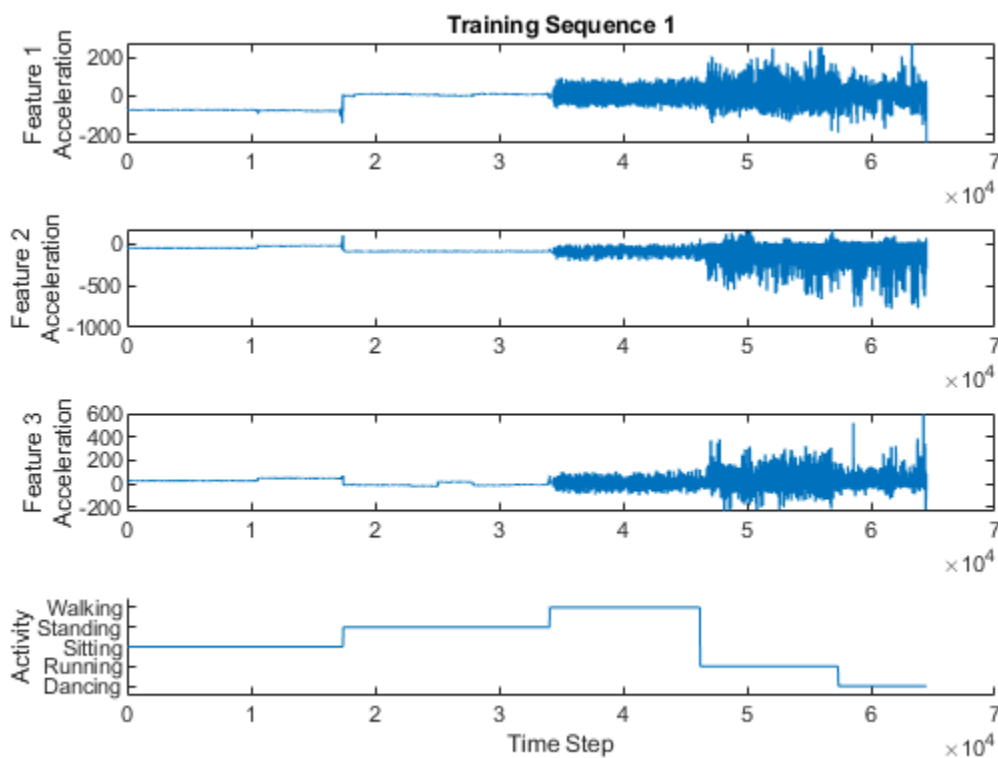 Training Sequence 1
Feature 1
Acceleration
200
0
-200
0 1 2 3 4 5 6 7
×10^4
Feature 2
Acceleration
0
-500
-1000
0 1 2 3 4 5 6 7
×10^4
Feature 3
Acceleration
600
400
200
0
-200
0 1 2 3 4 5 6 7
×10^4
Activity
Walking
Standing
Sitting
Running
Dancing
0 1 2 3 4 5 6 7
Time Step
×10^4